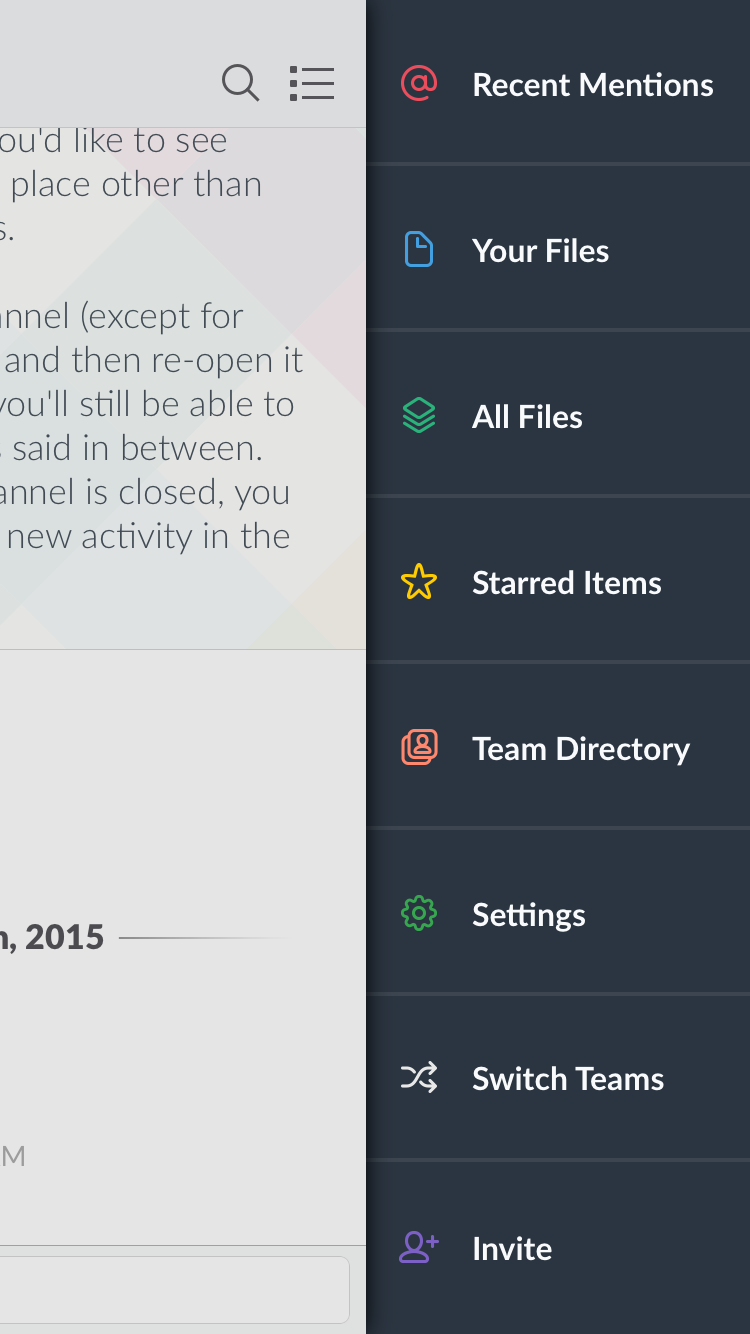 ou'd like to see
place other than
s.
nnel (except for
and then re-open it
you'll still be able to
said in between.
annel is closed, you
new activity in the
, 2015
M
Recent Mentions
Your Files
All Files
Starred Items
Team Directory
Settings
Switch Teams
Invite